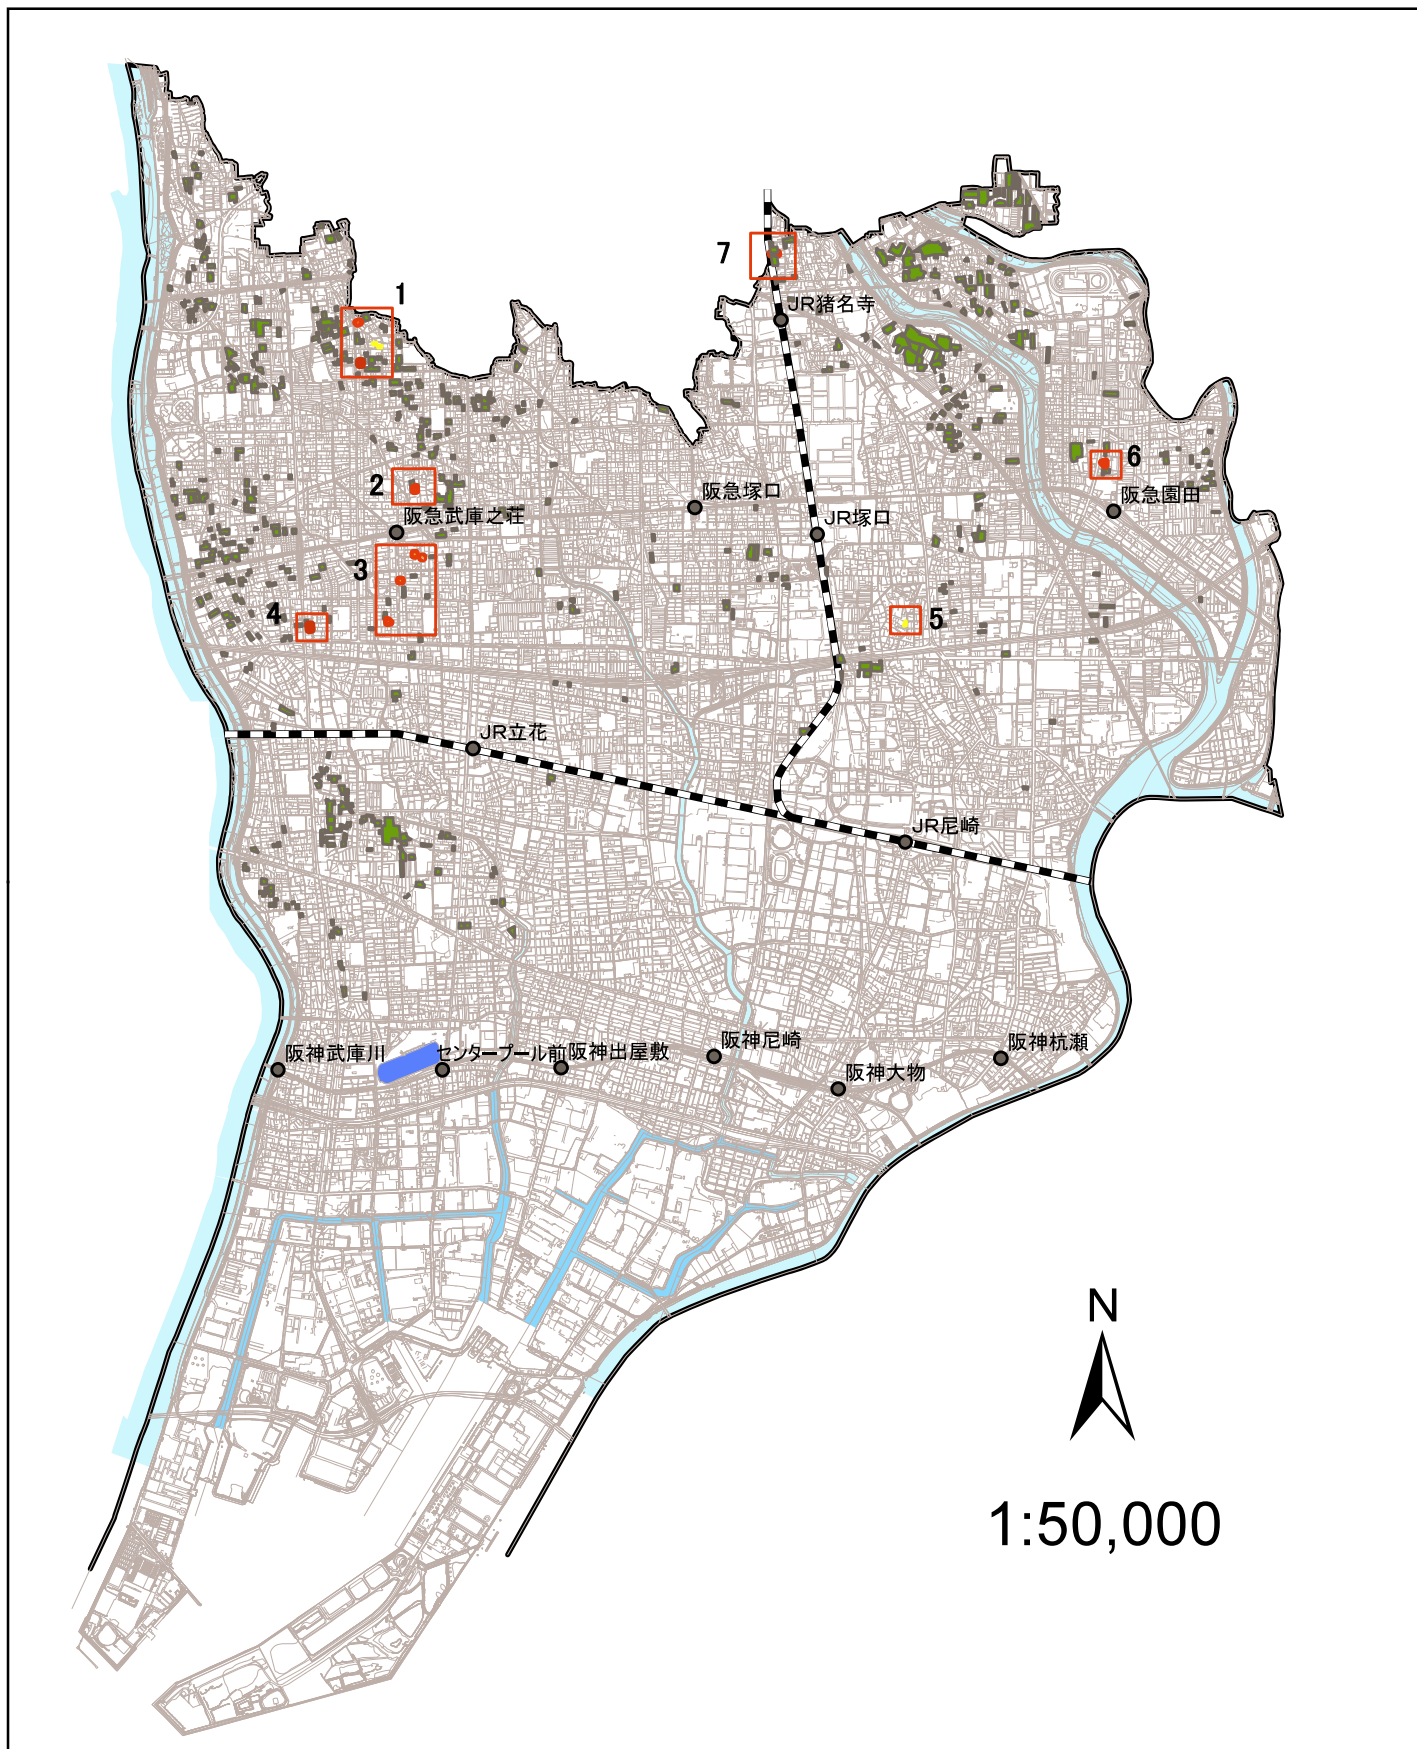 7
1
JR猪名寺
6
2
阪急塚口
阪急園田
阪急武庫之荘
JR塚口
3
4
5
JR立花
JR尼崎
阪神武庫川
センタープール前
阪神出屋敷
阪神尼崎
阪神杭瀬
阪神大物
N
1:50,000